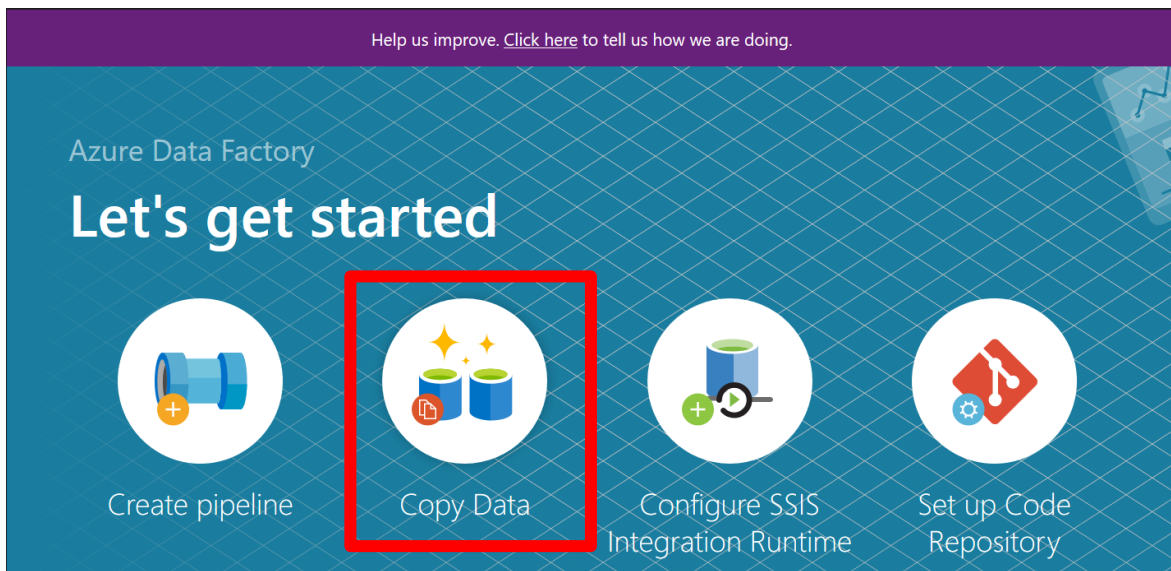 Help us improve. Click here to tell us how we are doing.
Azure Data Factory
Let's get started
Create pipeline
Copy Data
Configure SSIS
Integration Runtime
Set up Code
Repository